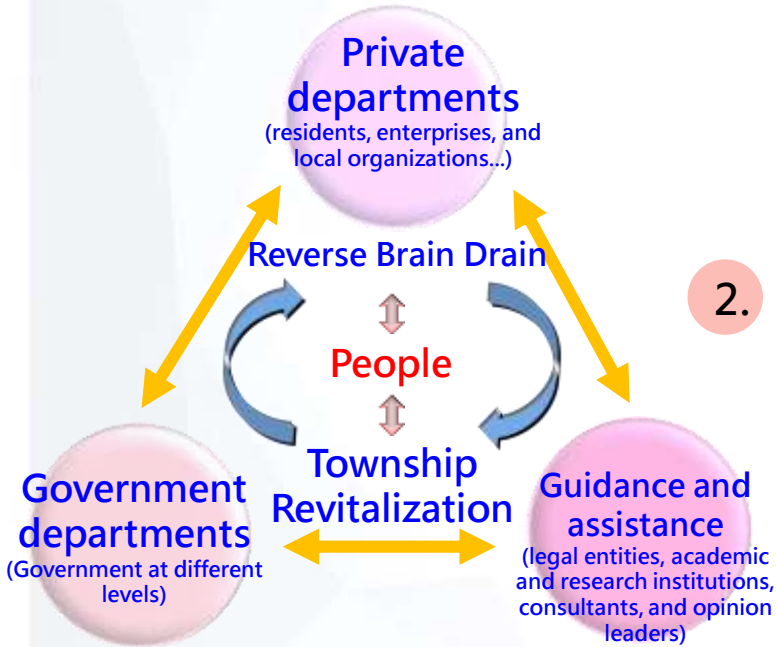 Private
departments
(residents, enterprises, and
local organizations...)
Reverse Brain Drain
2.
People
Township
Revitalization
Government
departments
(Government at different
levels)
Guidance and
assistance
(legal entities, academic
and research institutions,
consultants, and opinion
leaders)